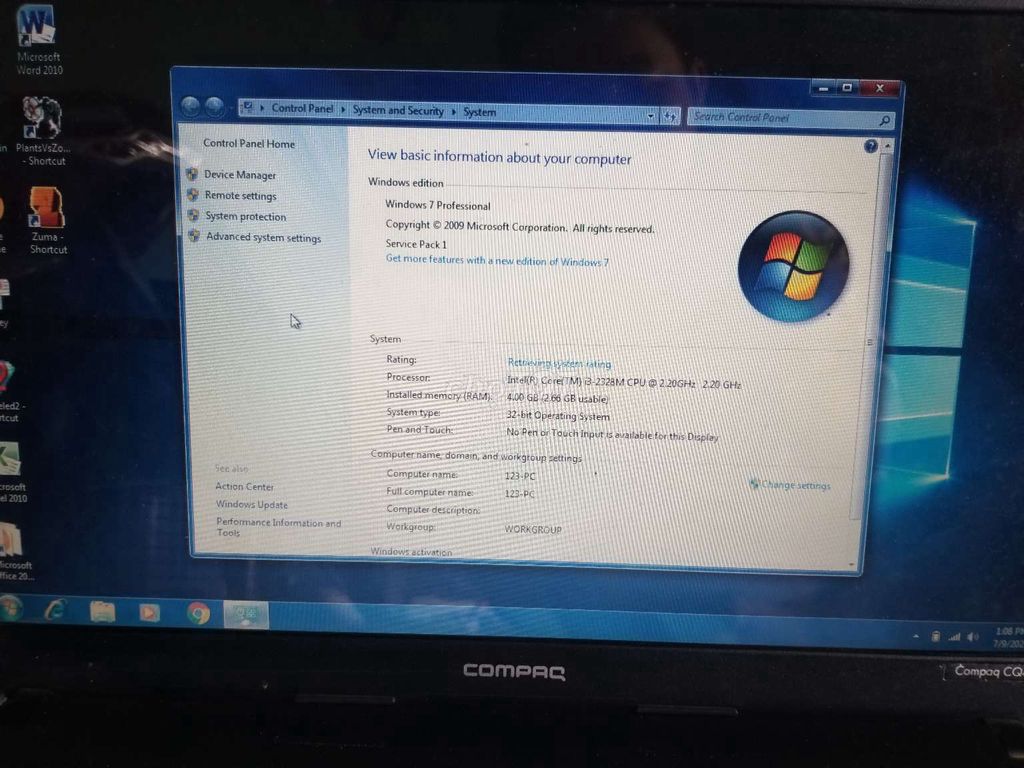 Microsoft
Word 2010
PlantsVsZo...
- Shortcut
Zuma -
Shortcut
eled2 -
rtcut
crosoft
el 2010
icrosoft
ffice 20...
Control Panel
System and Security
System
Search Control Panel
Control Panel Home
Device Manager
Remote settings
System protection
Advanced system settings
See also
Action Center
Windows Update
Performance Information and
Tools
View basic information about your computer
Windows edition
Windows 7 Professional
Copyright © 2009 Microsoft Corporation. All rights reserved.
Service Pack 1
Get more features with a new edition of Windows 7
System
Rating: Retrieving system rating
Processor: Intel(R) Core(TM) i3-2328M CPU @ 2.20GHz 2.20 GHz
Installed memory (RAM): 4.00 GB (2.66 GB usable)
System type: 32-bit Operating System
Pen and Touch: No Pen or Touch Input is available for this Display
Computer name, domain, and workgroup settings
Computer name: 123-PC
Change settings
Full computer name: 123-PC
Computer description:
Workgroup: WORKGROUP
Windows activation
1:08 PM
7/9/202
COMPAQ
Compaq CQ